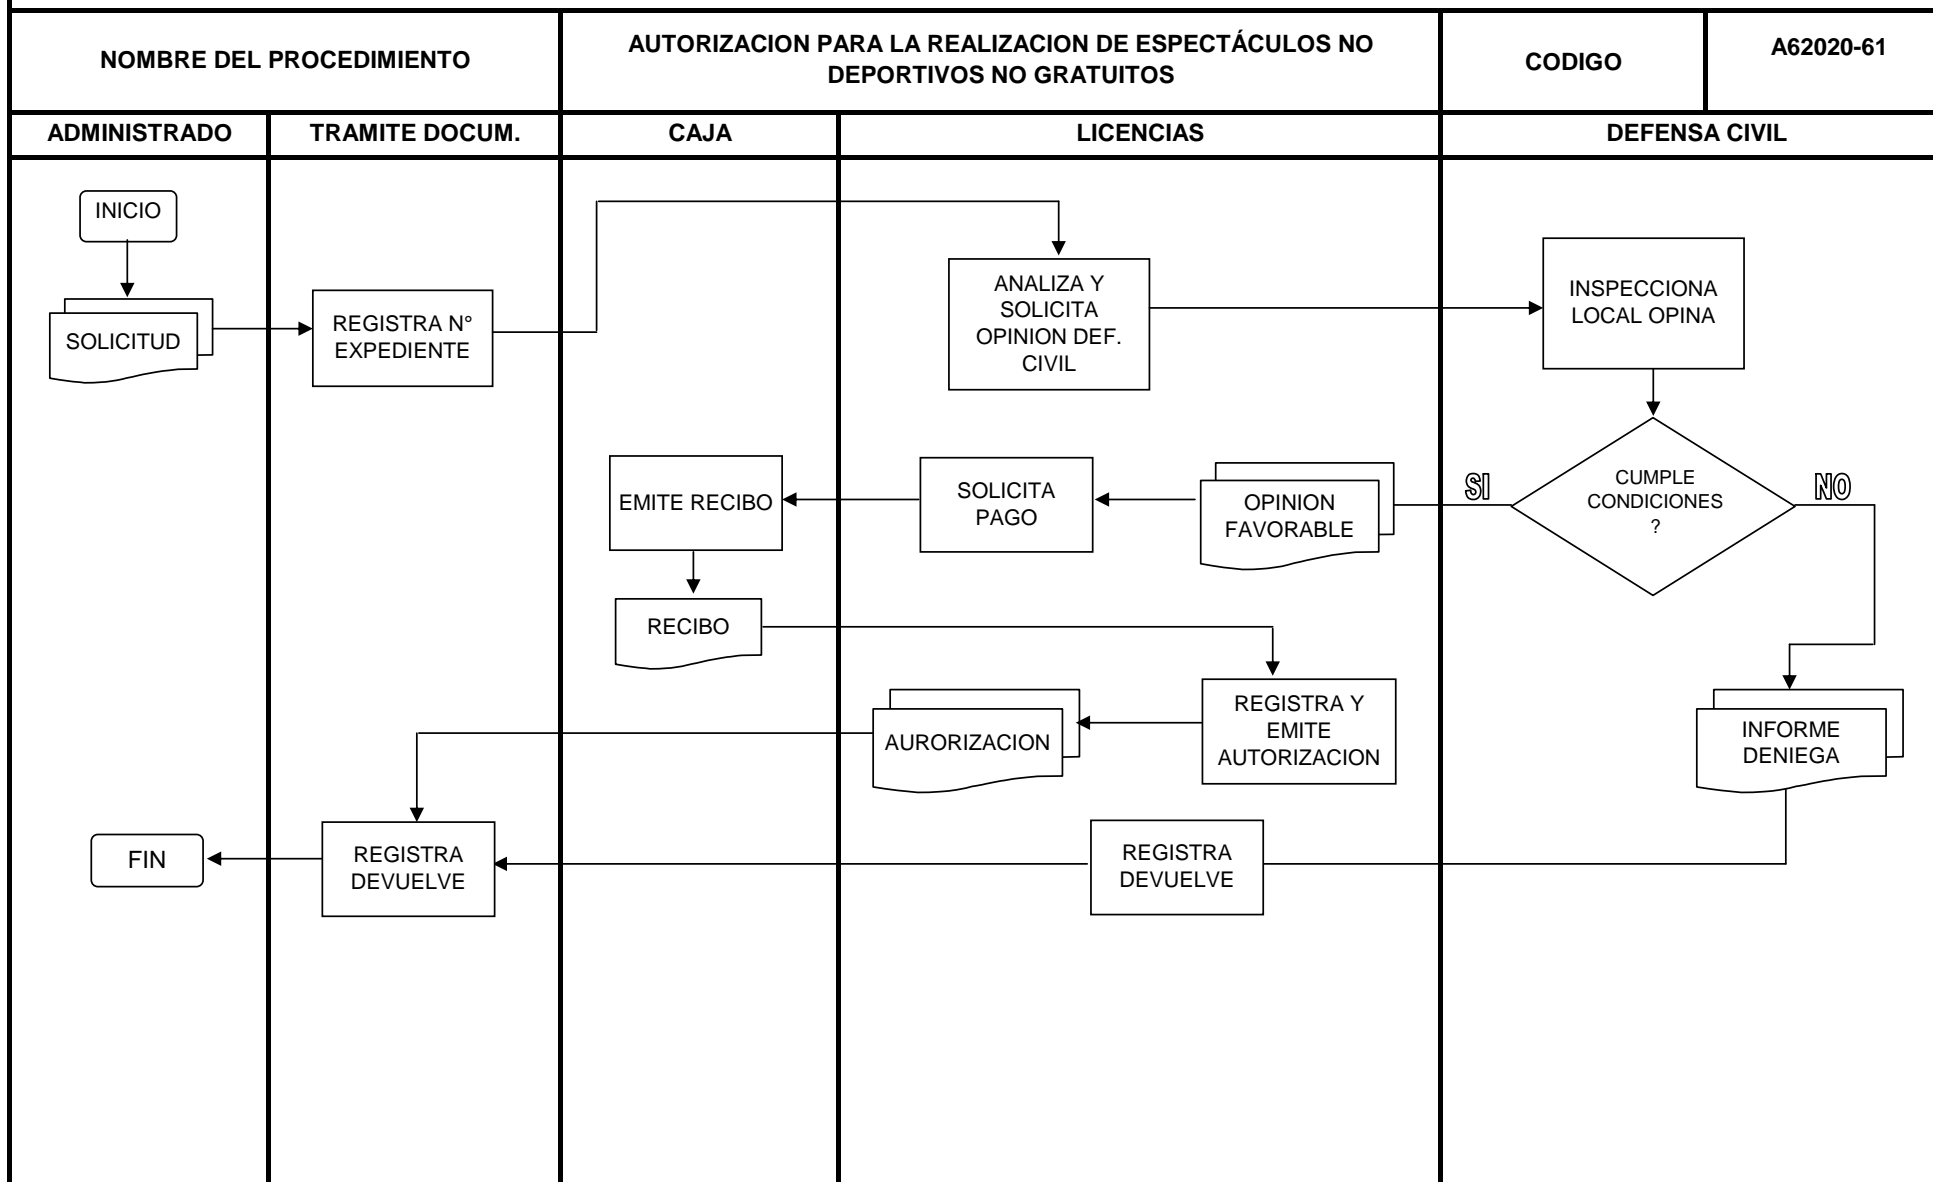 NOMBRE DEL PROCEDIMIENTO
AUTORIZACION PARA LA REALIZACION DE ESPECTÁCULOS NO
DEPORTIVOS NO GRATUITOS
CODIGO
A62020-61
ADMINISTRADO
TRAMITE DOCUM.
CAJA
LICENCIAS
DEFENSA CIVIL
INICIO
SOLICITUD
REGISTRA N°
EXPEDIENTE
ANALIZA Y
SOLICITA
OPINION DEF.
CIVIL
INSPECCIONA
LOCAL OPINA
EMITE RECIBO
SOLICITA
PAGO
OPINION
FAVORABLE
SI
CUMPLE
CONDICIONES
?
NO
RECIBO
AURORIZACION
REGISTRA Y
EMITE
AUTORIZACION
INFORME
DENIEGA
FIN
REGISTRA
DEVUELVE
REGISTRA
DEVUELVE